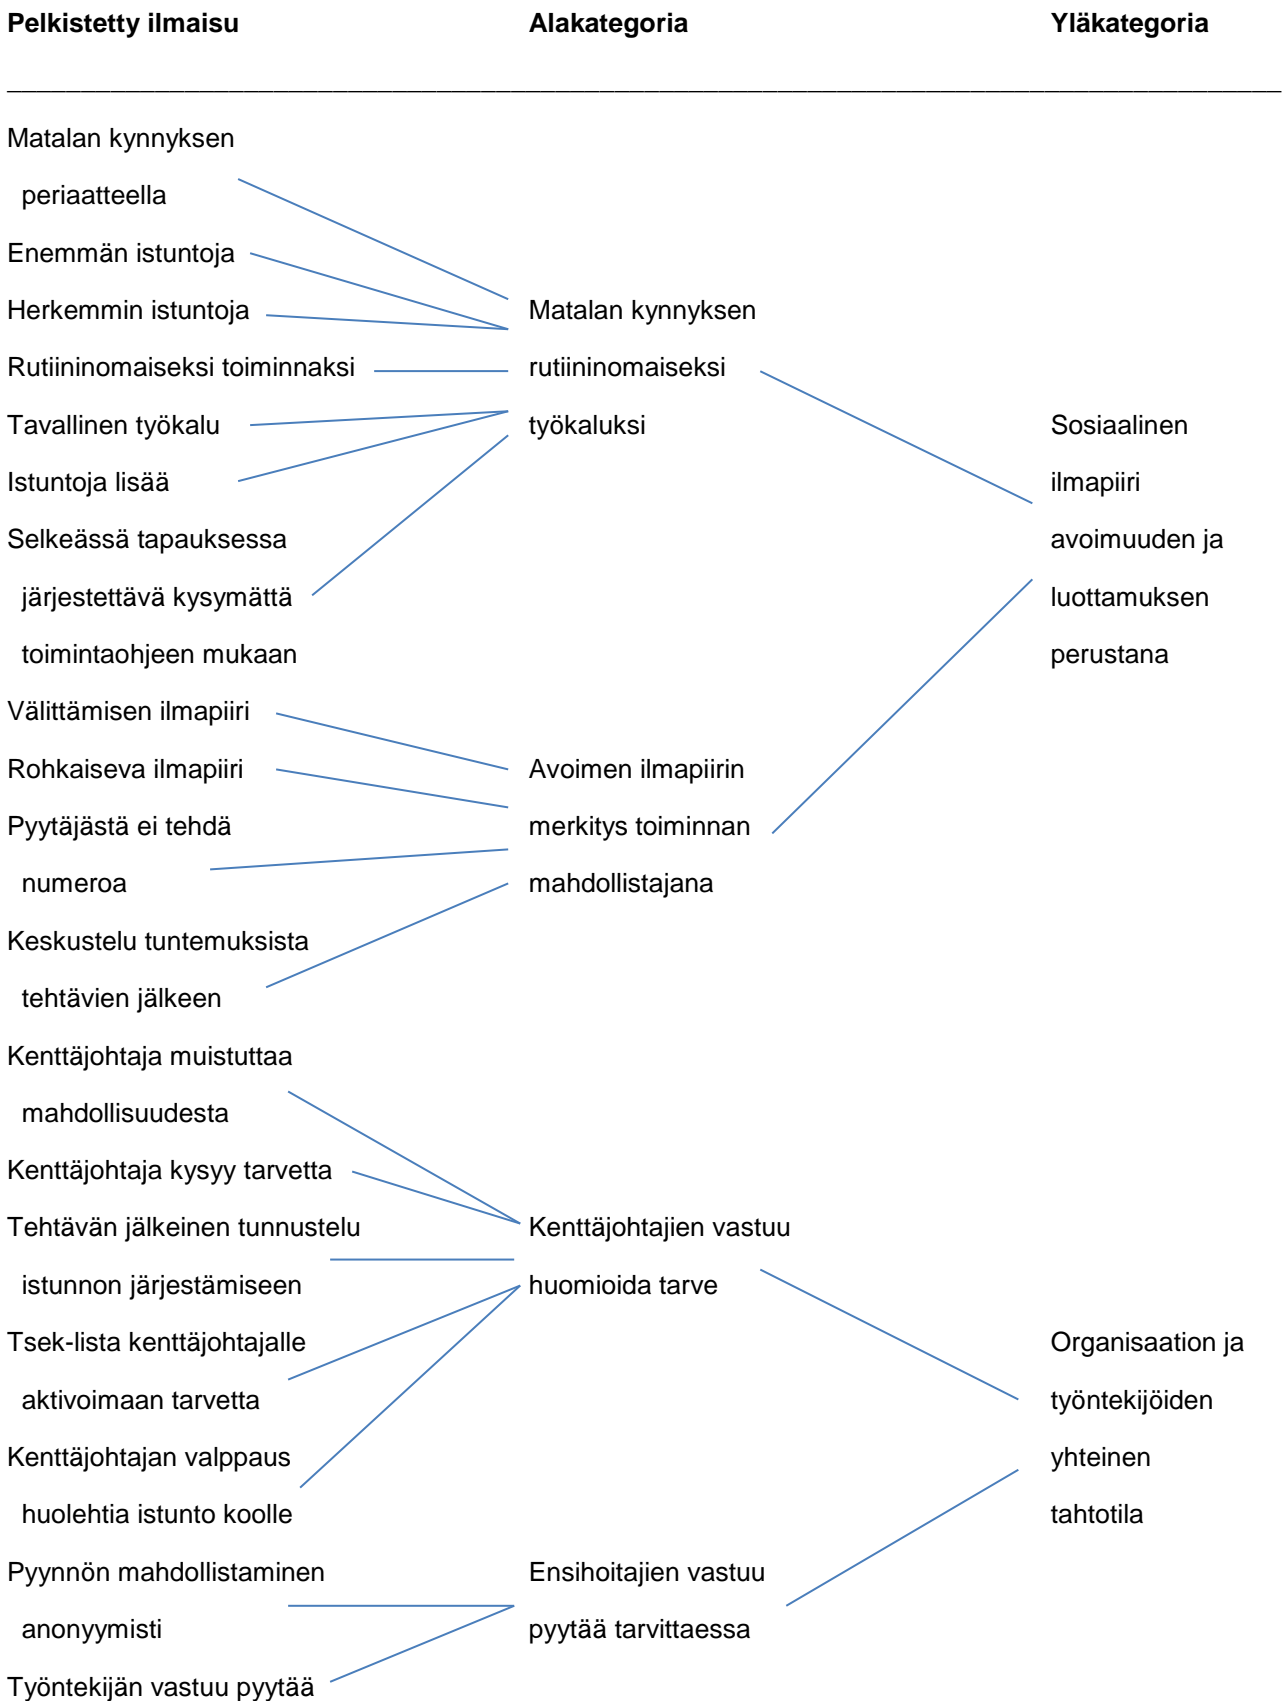 Pelkistetty ilmaisu Alakategoria Yläkategoria
Matalan kynnyksen
periaatteella
Enemmän istuntoja
Herkemmin istuntoja Matalan kynnyksen
Rutiininomaiseksi toiminnaksi rutiininomaiseksi
Tavallinen työkalu työkaluksi Sosiaalinen
Istuntoja lisää ilmapiiri
Selkeässä tapauksessa avoimuuden ja
järjestettävä kysymättä luottamuksen
toimintaohjeen mukaan perustana
Välittämisen ilmapiiri
Rohkaiseva ilmapiiri Avoimen ilmapiirin
Pyytäjästä ei tehdä merkitys toiminnan
numeroa mahdollistajana
Keskustelu tuntemuksista
tehtävien jälkeen
Kenttäjohtaja muistuttaa
mahdollisuudesta
Kenttäjohtaja kysyy tarvetta
Tehtävän jälkeinen tunnustelu Kenttäjohtajien vastuu
istunnon järjestämiseen huomioida tarve
Tsek-lista kenttäjohtajalle Organisaation ja
aktivoimaan tarvetta työntekijöiden
Kenttäjohtajan valppaus yhteinen
huolehtia istunto koolle tahtotila
Pyynnön mahdollistaminen Ensihoitajien vastuu
anonyymisti pyytää tarvittaessa
Työntekijän vastuu pyytää